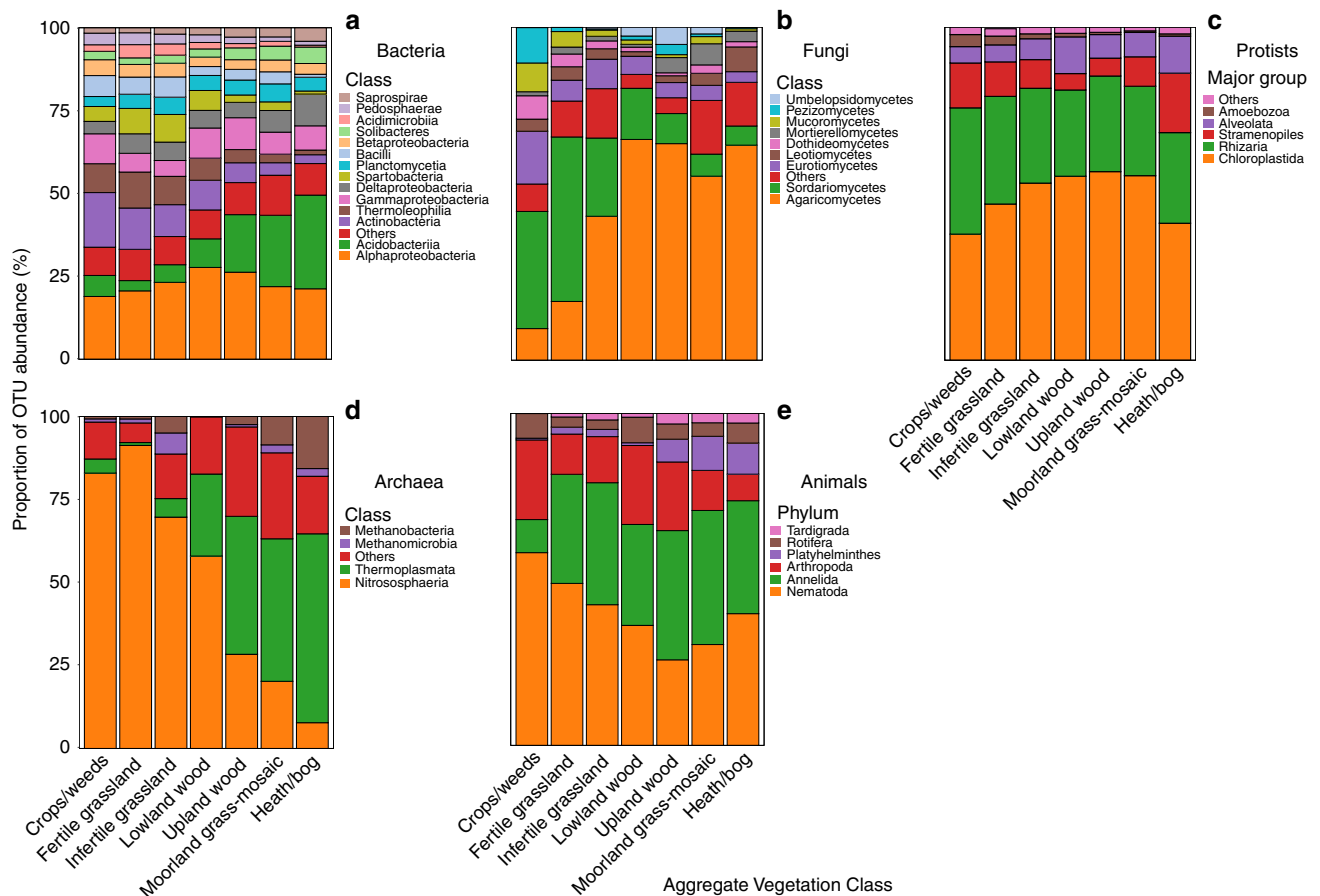 a
Bacteria
Class
Saprospirae
Pedosphaerae
Acidimicrobiia
Solibacteres
Betaproteobacteria
Bacilli
Planctomycetia
Spartobacteria
Deltaproteobacteria
Gammaproteobacteria
Thermoleophilia
Actinobacteria
Others
Acidobacteriia
Alphaproteobacteria
100
75
50
25
0
b
Fungi
Class
Umbelopsidomycetes
Pezizomycetes
Mucoromycetes
Mortierellomycetes
Dothideomycetes
Leotiomycetes
Eurotiomycetes
Others
Sordariomycetes
Agaricomycetes
c
Protists
Major group
Others
Amoebozoa
Alveolata
Stramenopiles
Rhizaria
Chloroplastida
Crops/weeds
Fertile grassland
Infertile grassland
Lowland wood
Upland wood
Moorland grass-mosaic
Heath/bog
Proportion of OTU abundance (%)
d
Archaea
Class
Methanobacteria
Methanomicrobia
Others
Thermoplasmata
Nitrososphaeria
100
75
50
25
0
Crops/weeds
Fertile grassland
Infertile grassland
Lowland wood
Upland wood
Moorland grass-mosaic
Heath/bog
e
Animals
Phylum
Tardigrada
Rotifera
Platyhelminthes
Arthropoda
Annelida
Nematoda
Crops/weeds
Fertile grassland
Infertile grassland
Lowland wood
Upland wood
Moorland grass-mosaic
Heath/bog
Aggregate Vegetation Class